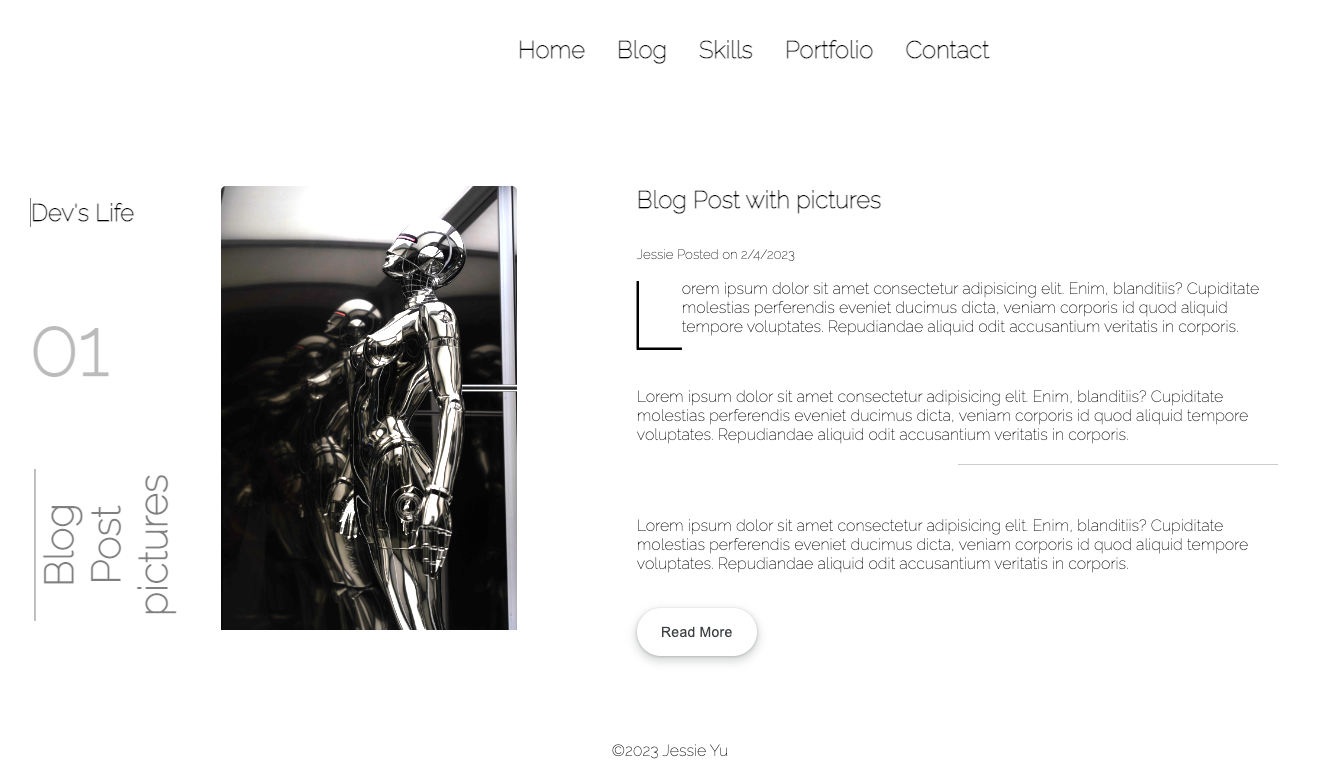 Home Blog Skills Portfolio Contact
Dev's Life
01
Blog
Post
pictures
Blog Post with pictures
Jessie Posted on 2/4/2023
Lorem ipsum dolor sit amet consectetur adipisicing elit. Enim, blanditiis? Cupiditate
molestias perferendis eveniet ducimus dicta, veniam corporis id quod aliquid
tempore voluptates. Repudiandae aliquid odit accusantium veritatis in corporis.
Lorem ipsum dolor sit amet consectetur adipisicing elit. Enim, blanditiis? Cupiditate
molestias perferendis eveniet ducimus dicta, veniam corporis id quod aliquid tempore
voluptates. Repudiandae aliquid odit accusantium veritatis in corporis.
Lorem ipsum dolor sit amet consectetur adipisicing elit. Enim, blanditiis? Cupiditate
molestias perferendis eveniet ducimus dicta, veniam corporis id quod aliquid tempore
voluptates. Repudiandae aliquid odit accusantium veritatis in corporis.
Read More
©2023 Jessie Yu